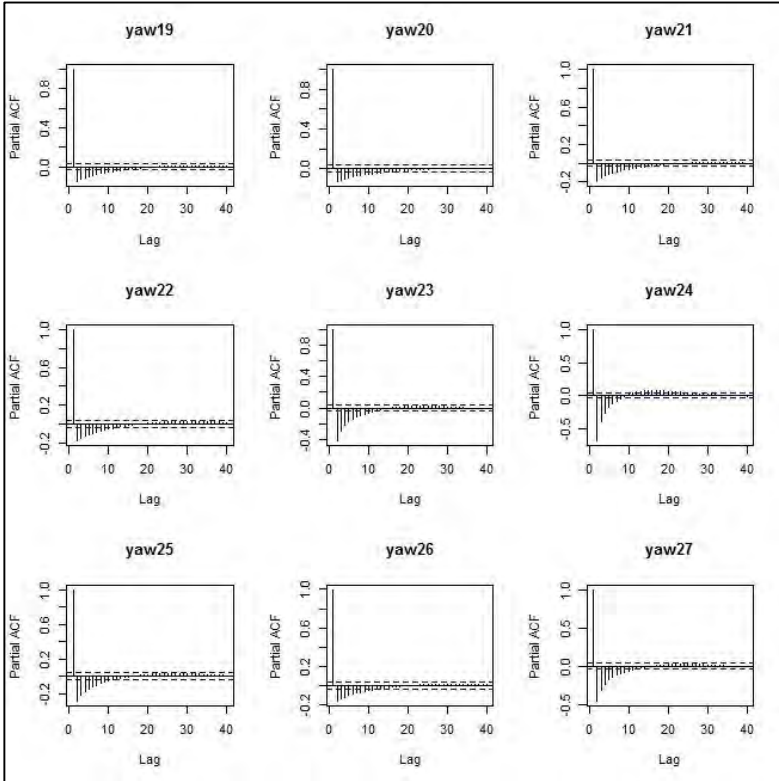 yaw19 yaw20 yaw21
Partial ACF
0.0 0.4 0.8
0 10 20 30 40
Lag
Partial ACF
0.0 0.4 0.8
0 10 20 30 40
Lag
Partial ACF
-0.2 0.2 0.6 1.0
0 10 20 30 40
Lag
yaw22 yaw23 yaw24
Partial ACF
-0.2 0.2 0.6 1.0
0 10 20 30 40
Lag
Partial ACF
-0.4 0.0 0.4 0.8
0 10 20 30 40
Lag
Partial ACF
-0.5 0.0 0.5 1.0
0 10 20 30 40
Lag
yaw25 yaw26 yaw27
Partial ACF
-0.2 0.2 0.6 1.0
0 10 20 30 40
Lag
Partial ACF
-0.2 0.2 0.6 1.0
0 10 20 30 40
Lag
Partial ACF
-0.5 0.0 0.5 1.0
0 10 20 30 40
Lag